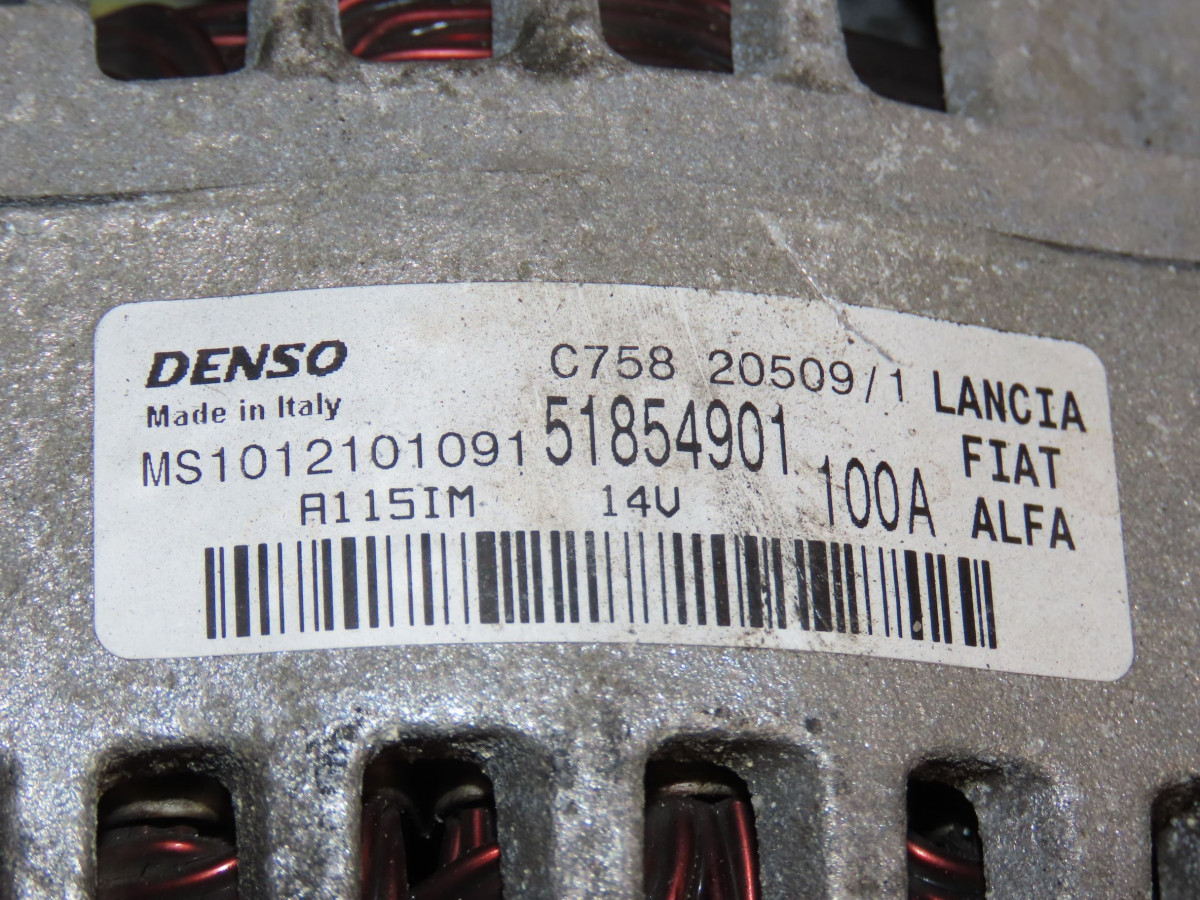 DENSO
Made in Italy
C758 20509/1
MS1012101091
51854901
A115IM 14V
100A
LANCIA
FIAT
ALFA